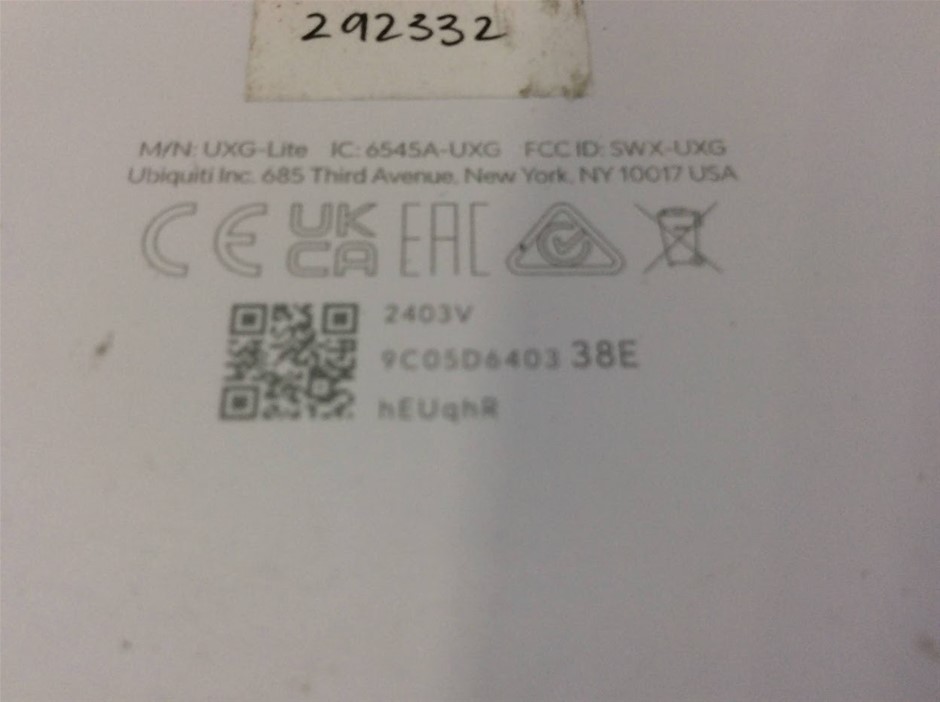 292332
M/N: UXG-Lite IC: 6545A-UXG FCC ID: SWX-UXG
Ubiquiti Inc. 685 Third Avenue, New York, NY 10017 USA
CE UK CA EAC
2403V
9C05D6403 38E
hEUqhR